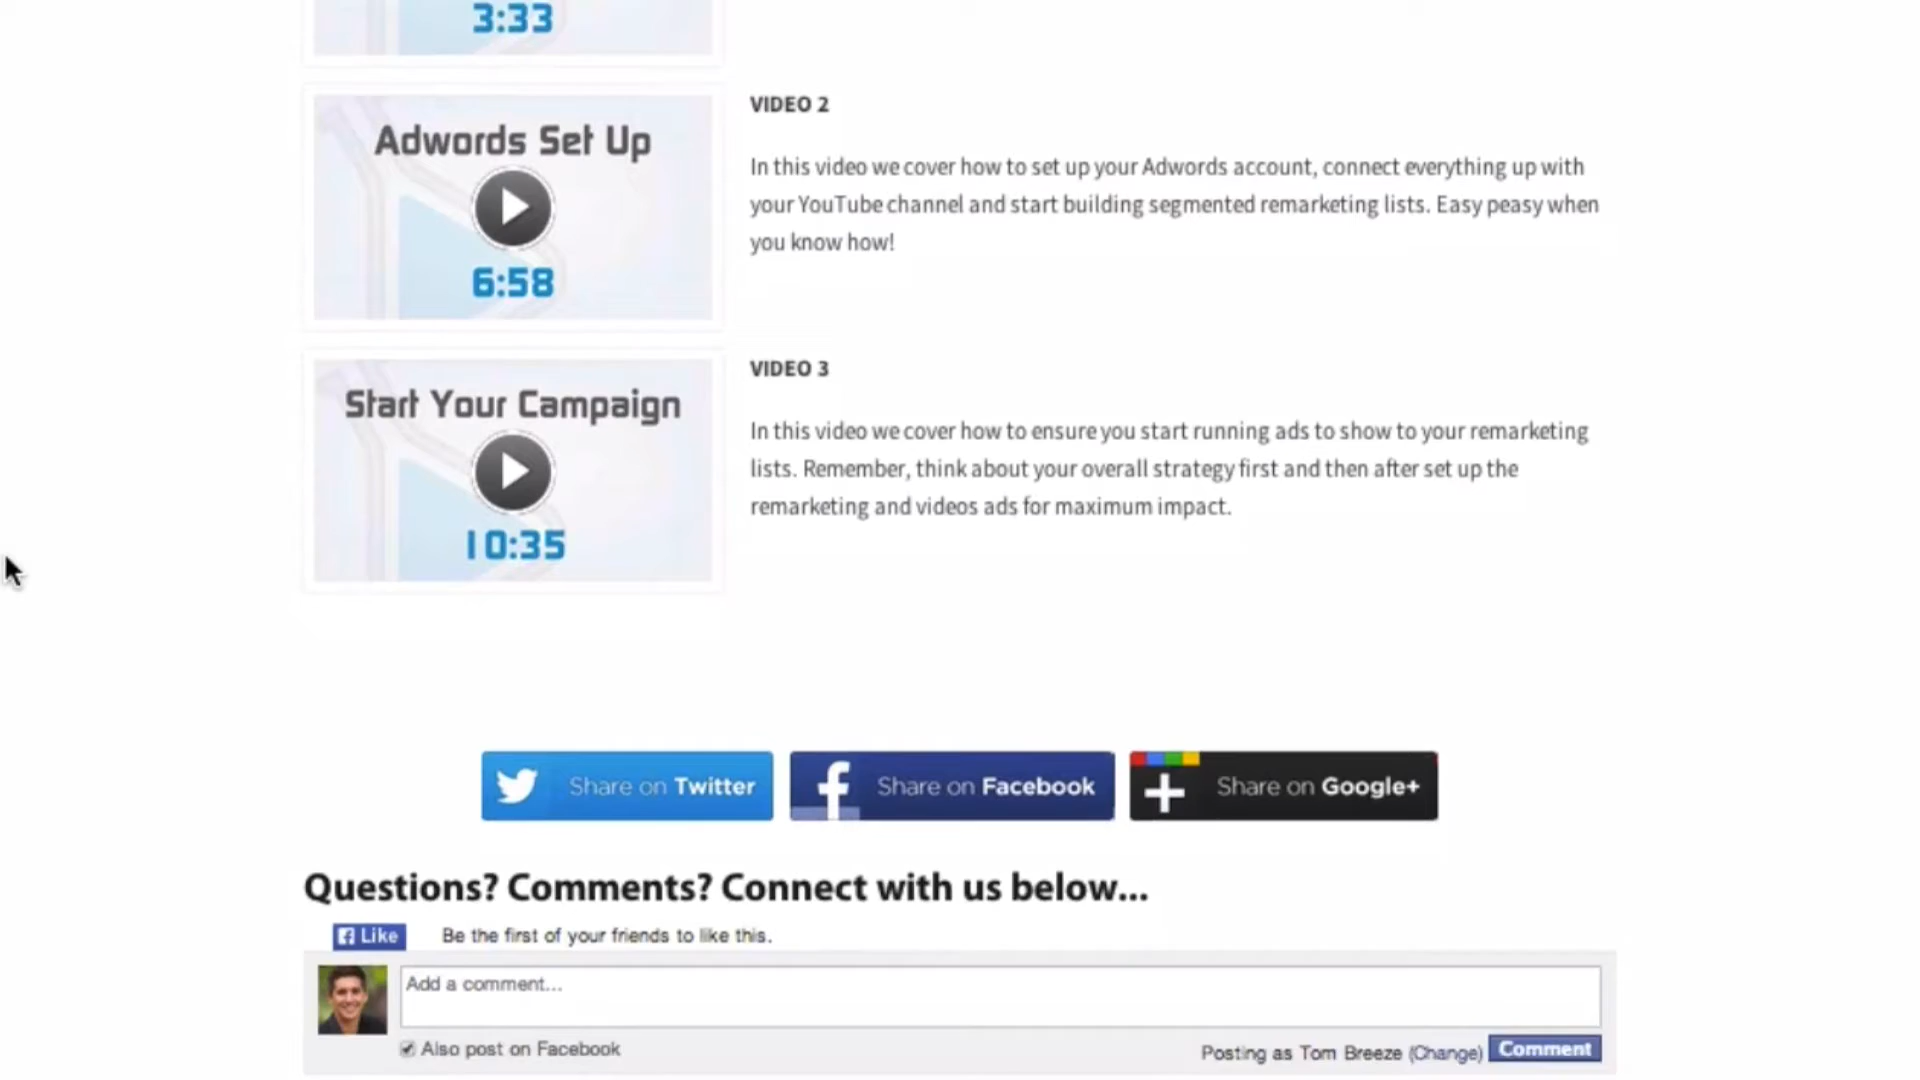 3:33
VIDEO 2
Adwords Set Up
In this video we cover how to set up your Adwords account, connect everything up with
your YouTube channel and start building segmented remarketing lists. Easy peasy when
you know how!
6:58
VIDEO 3
Start Your Campaign
In this video we cover how to ensure you start running ads to show to your remarketing
lists. Remember, think about your overall strategy first and then after set up the
remarketing and videos ads for maximum impact.
10:35
Share on Twitter
Share on Facebook
Share on Google+
Questions? Comments? Connect with us below...
Like
Be the first of your friends to like this.
Add a comment...
Also post on Facebook
Posting as Tom Breeze (Change)
Comment